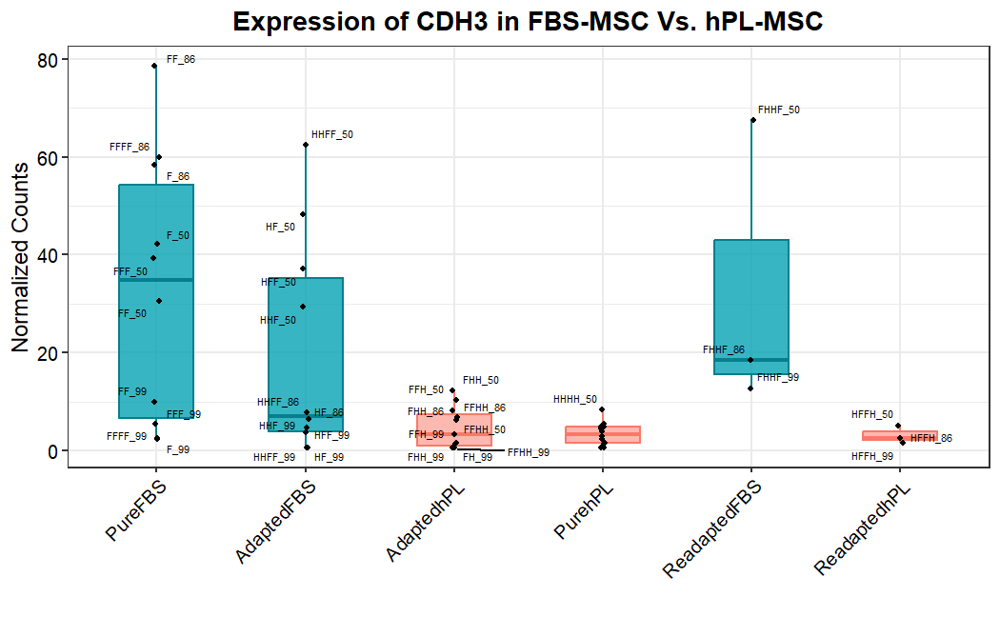 Expression of CDH3 in FBS-MSC Vs. hPL-MSC
Normalized Counts
80
60
40
20
0
FF_86
FFFF_86
F_86
F_50
FFF_50
FF_50
FF_99
FFF_99
FFFF_99
F_99
HHFF_50
HF_50
HFF_50
HHF_50
HHFF_86
HF_86
HHF_99
HFF_99
HHFF_99
HF_99
FHH_50
FFH_50
FHH_86
FFHH_86
FFHH_50
FFH_99
FHH_99
FH_99
FFHH_99
HHHH_50
FHHF_50
FHHF_86
FHHF_99
HFFH_50
HFFH_86
HFFH_99
PureFBS
AdaptedFBS
AdaptedhPL
PurehPL
ReadaptedFBS
ReadaptedhPL